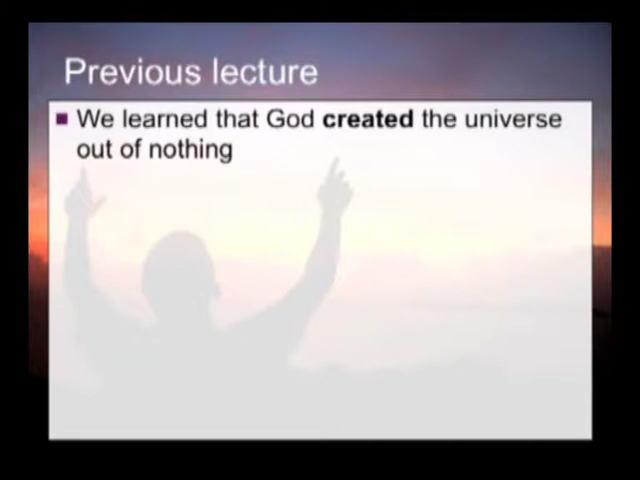 Previous lecture
We learned that God created the universe
out of nothing